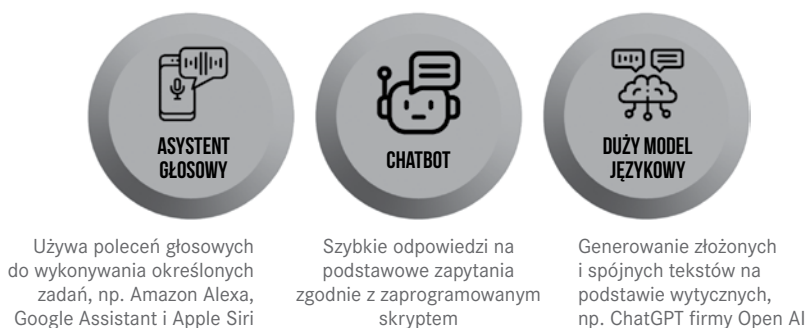 ASYSTENT
GŁOSOWY
CHATBOT
DUŻY MODEL
JĘZYKOWY
Używa poleceń głosowych
do wykonywania określonych
zadań, np. Amazon Alexa,
Google Assistant i Apple Siri
Szybkie odpowiedzi na
podstawowe zapytania
zgodnie z zaprogramowanym
skryptem
Generowanie złożonych
i spójnych tekstów na
podstawie wytycznych,
np. ChatGPT firmy Open AI